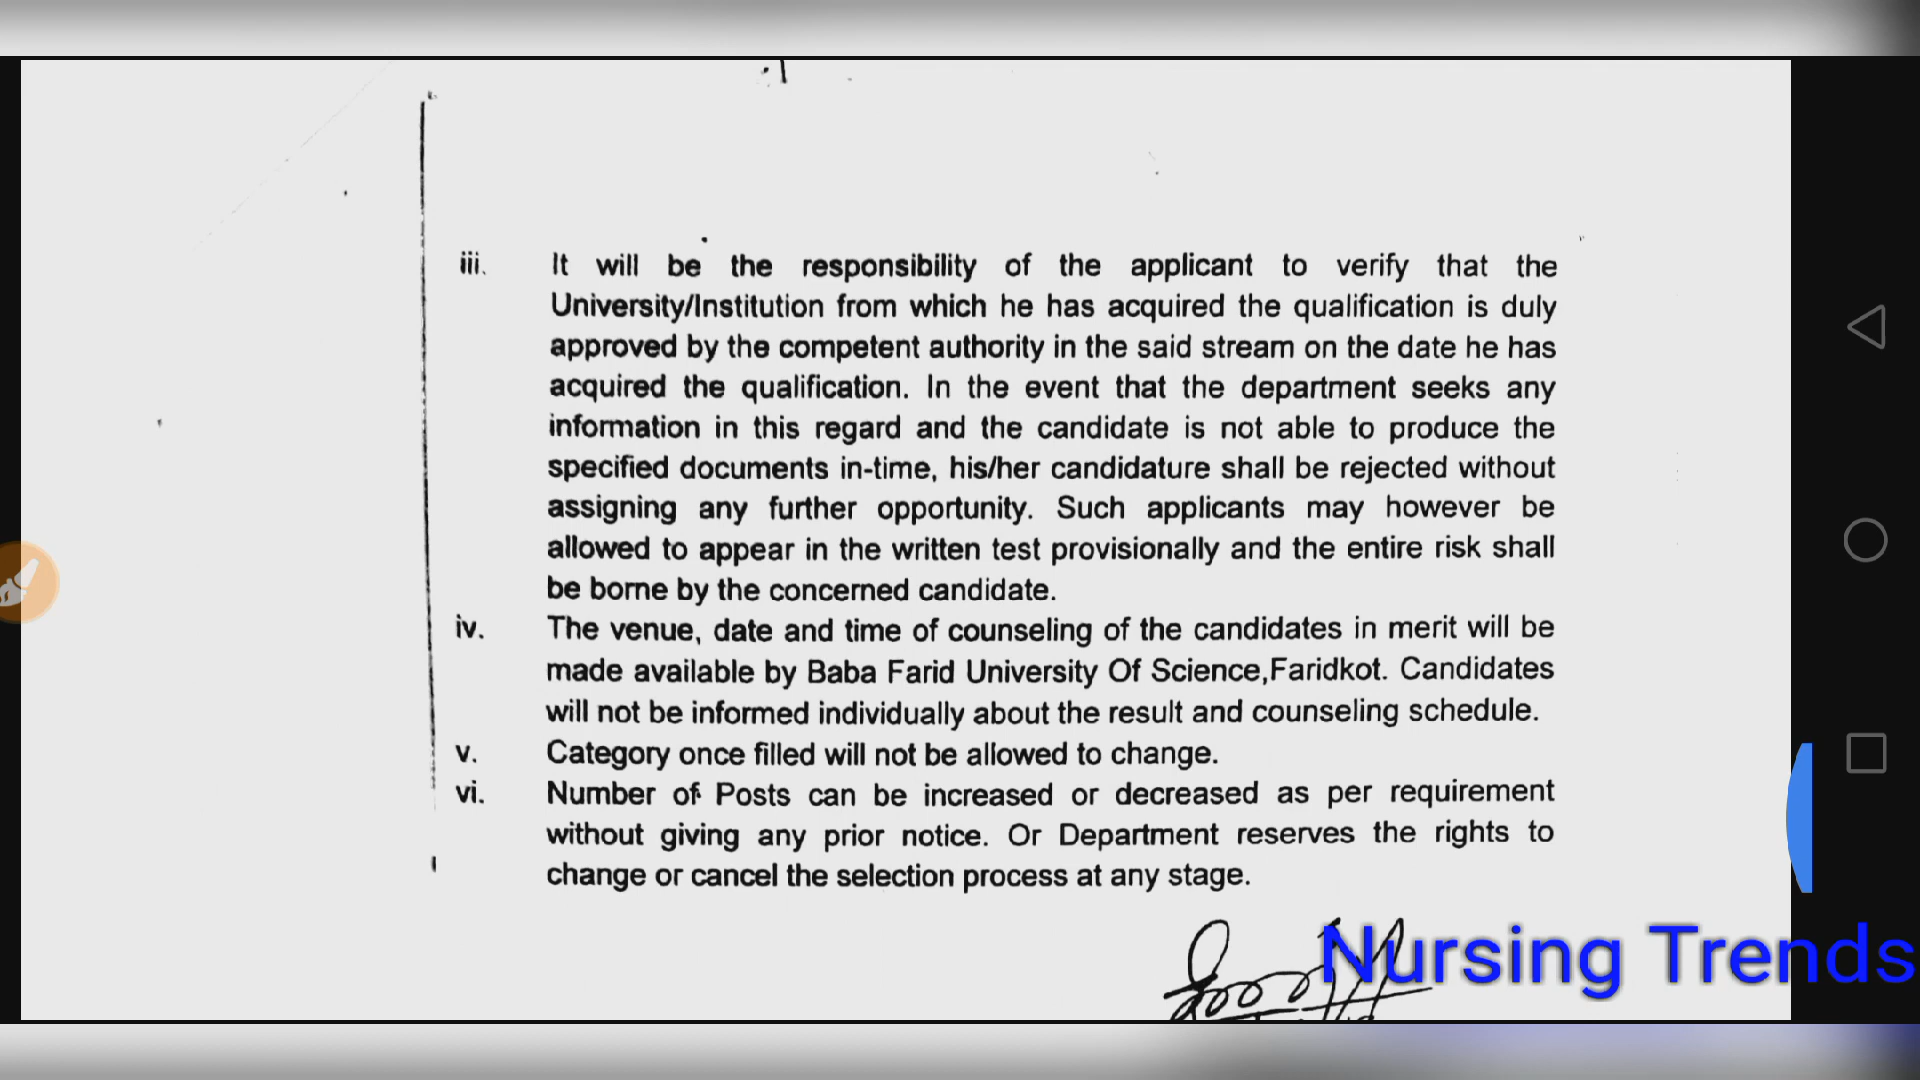 iii. It will be the responsibility of the applicant to verify that the
University/Institution from which he has acquired the qualification is duly
approved by the competent authority in the said stream on the date he has
acquired the qualification. In the event that the department seeks any
information in this regard and the candidate is not able to produce the
specified documents in-time, his/her candidature shall be rejected without
assigning any further opportunity. Such applicants may however be
allowed to appear in the written test provisionally and the entire risk shall
be borne by the concerned candidate.
iv. The venue, date and time of counseling of the candidates in merit will be
made available by Baba Farid University Of Science,Faridkot. Candidates
will not be informed individually about the result and counseling schedule.
v. Category once filled will not be allowed to change.
vi. Number of Posts can be increased or decreased as per requirement
without giving any prior notice. Or Department reserves the rights to
change or cancel the selection process at any stage.
Nursing Trends